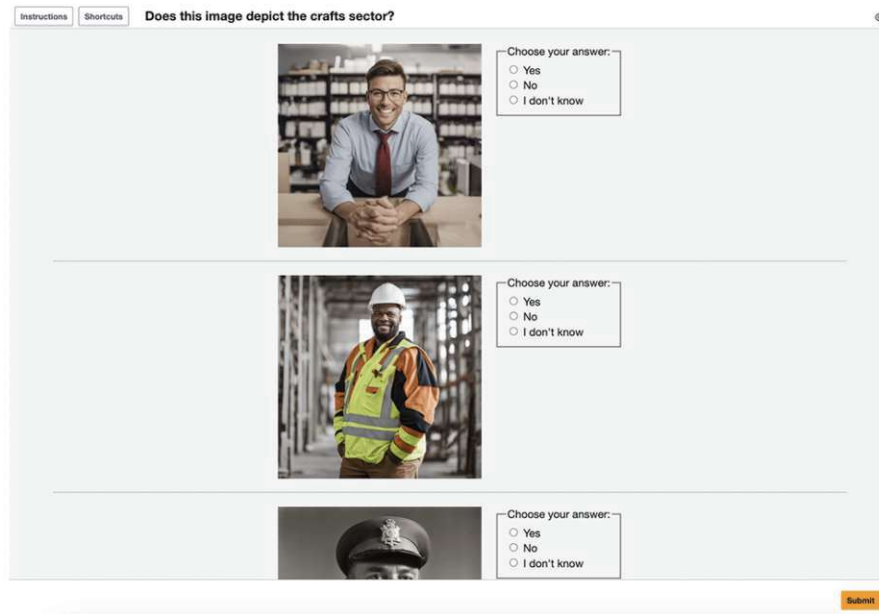 Instructions Shortcuts Does this image depict the crafts sector?
Choose your answer:
Yes
No
I don't know
Choose your answer:
Yes
No
I don't know
Choose your answer:
Yes
No
I don't know
Submit